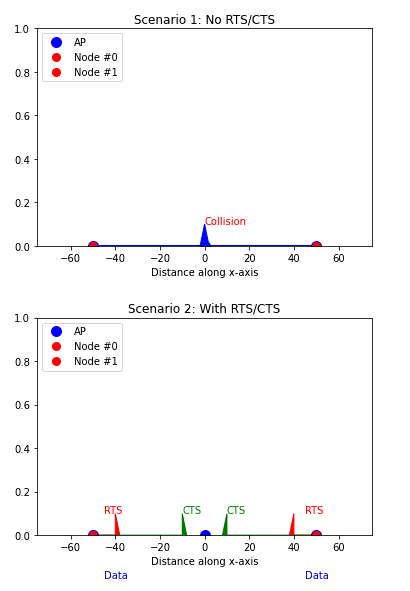 Scenario 1: No RTS/CTS
1.0
0.8
0.6
0.4
0.2
0.0
AP
Node #0
Node #1
Collision
−60 −40 −20 0 20 40 60
Distance along x-axis
Scenario 2: With RTS/CTS
1.0
0.8
0.6
0.4
0.2
0.0
AP
Node #0
Node #1
RTS CTS CTS RTS
−60 −40 −20 0 20 40 60
Distance along x-axis
Data Data